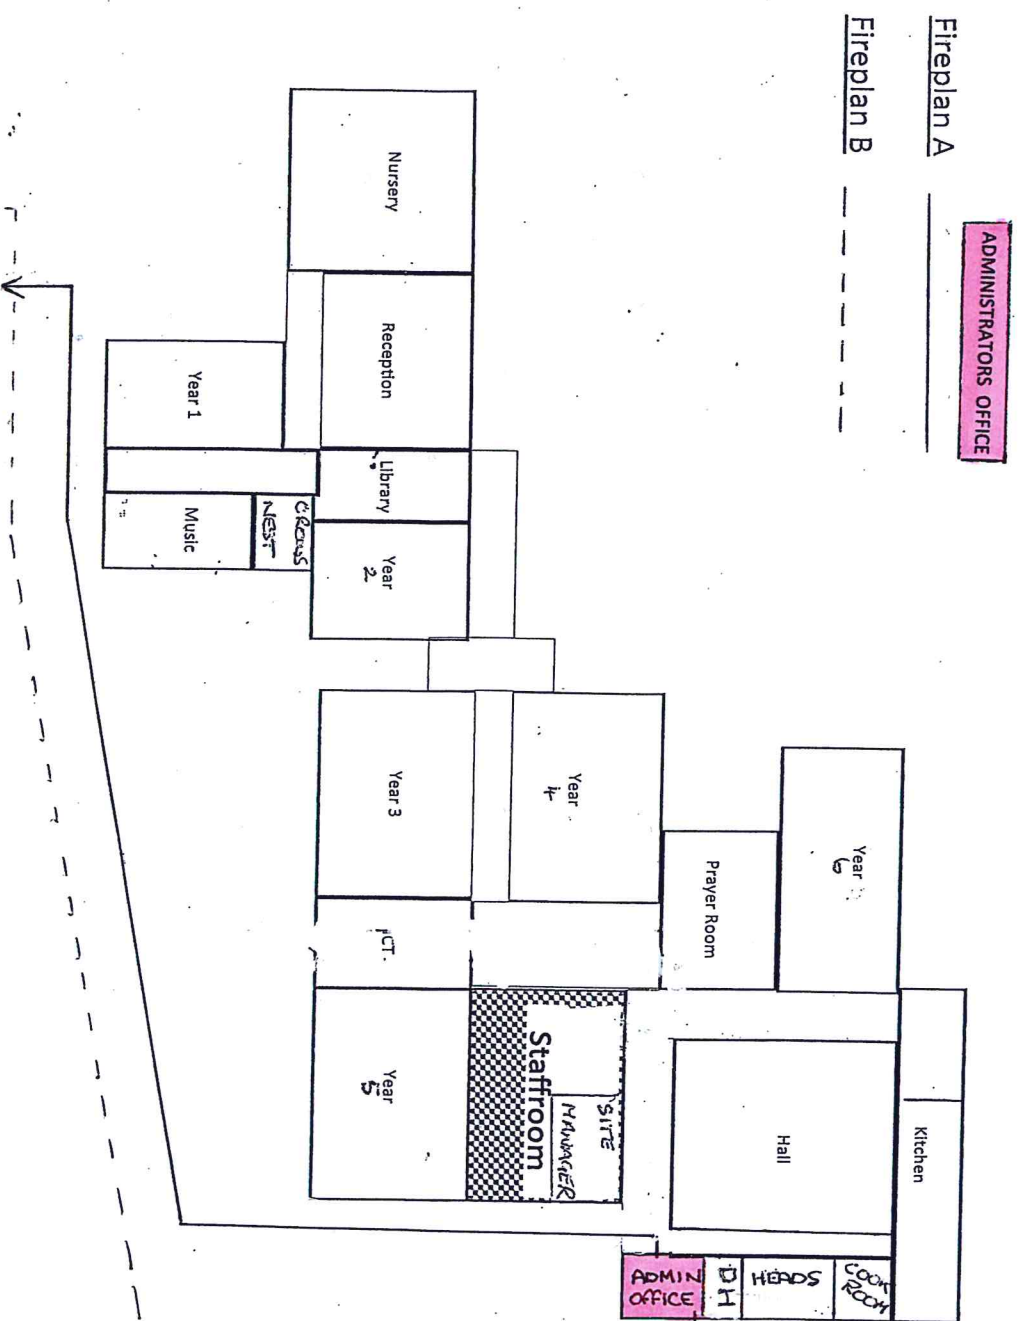 ADMINISTRATORS OFFICE
Fireplan A
Fireplan B
Nursery
Reception
Year 1
Library
Music
CROWS
NEST
Year
2
Year 3
Year
4
Year
6
Prayer Room
ICT.
Year
5
Staffroom
SITE
MANAGER
Hall
Kitchen
ADMIN
OFFICE
DH
HEADS
COOK
ROOM